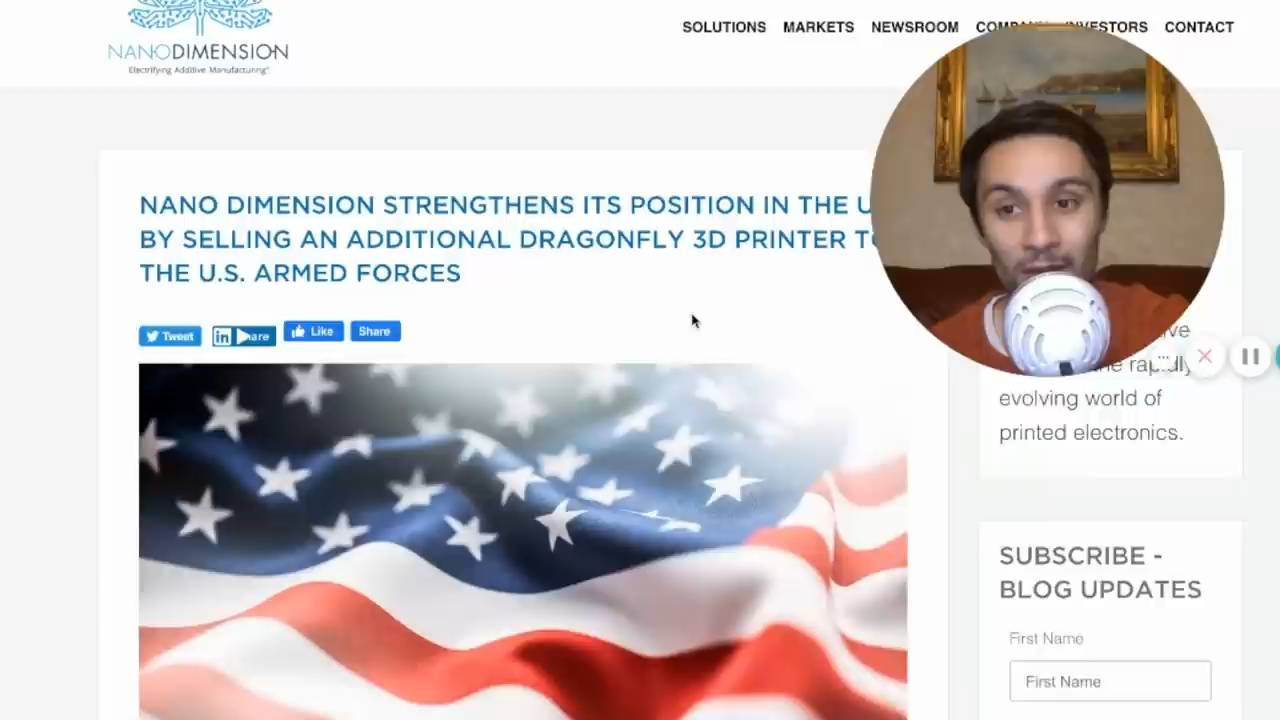 SOLUTIONS MARKETS NEWSROOM INVESTORS CONTACT
NANODIMENSION
Electrifying Additive Manufacturing®
NANO DIMENSION STRENGTHENS ITS POSITION IN THE
BY SELLING AN ADDITIONAL DRAGONFLY 3D PRINTER
THE U.S. ARMED FORCES
Tweet
in
Like
Share
evolving world of
printed electronics.
SUBSCRIBE -
BLOG UPDATES
First Name
First Name